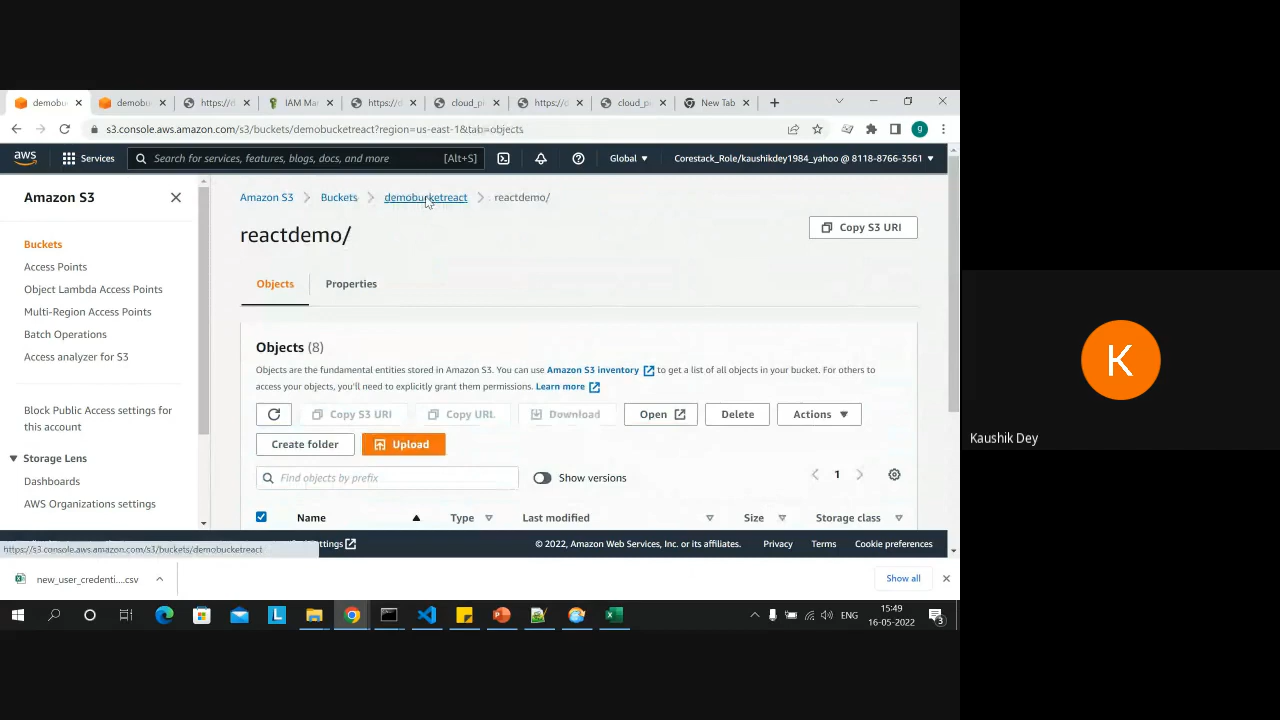 demobu
demobu
https://d
IAM Ma
https://d
cloud_p
https://d
cloud_p
New Tab
s3.console.aws.amazon.com/s3/buckets/demobucketreact?region=us-east-1&tab=objects
g
aws
Services
Search for services, features, blogs, docs, and more
[Alt+S]
Global
Corestack_Role/kaushikdey1984_yahoo @ 8118-8766-3561
Amazon S3
Buckets
Access Points
Object Lambda Access Points
Multi-Region Access Points
Batch Operations
Access analyzer for S3
Block Public Access settings for
this account
Storage Lens
Dashboards
AWS Organizations settings
Amazon S3
Buckets
demobucketreact
reactdemo/
reactdemo/
Copy S3 URI
Objects
Properties
Objects (8)
Objects are the fundamental entities stored in Amazon S3. You can use Amazon S3 inventory to get a list of all objects in your bucket. For others to
access your objects, you'll need to explicitly grant them permissions. Learn more
Copy S3 URI
Copy URL
Download
Open
Delete
Actions
Create folder
Upload
Find objects by prefix
Show versions
1
Name
Type
Last modified
Size
Storage class
https://s3.console.aws.amazon.com/s3/buckets/demobucketreact
© 2022, Amazon Web Services, Inc. or its affiliates.
Privacy
Terms
Cookie preferences
new_user_credenti....csv
Show all
L
ENG
15:49
16-05-2022
3
K
Kaushik Dey